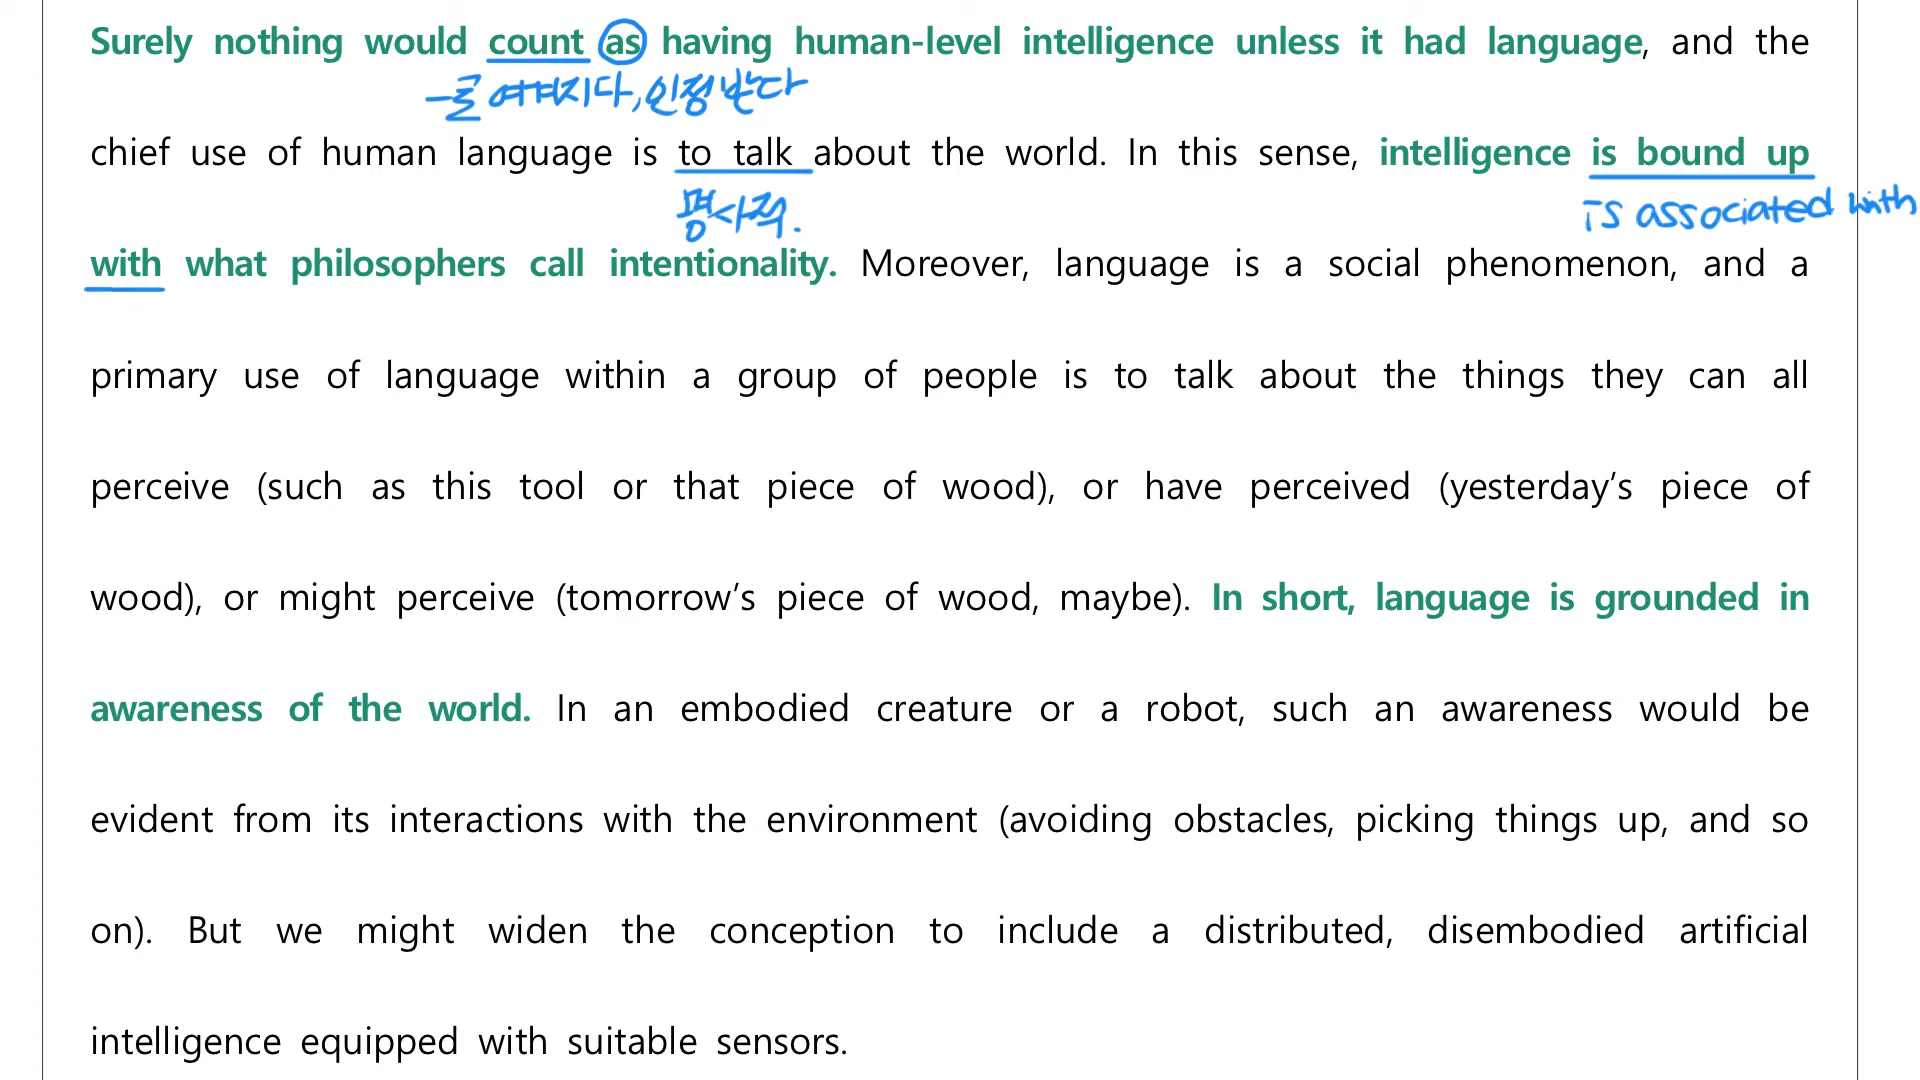 Surely nothing would count as having human-level intelligence unless it had language, and the
-로 여겨지다, 인정받다
chief use of human language is to talk about the world. In this sense, intelligence is bound up
명사적.
is associated with
with what philosophers call intentionality. Moreover, language is a social phenomenon, and a
primary use of language within a group of people is to talk about the things they can all
perceive (such as this tool or that piece of wood), or have perceived (yesterday’s piece of
wood), or might perceive (tomorrow’s piece of wood, maybe). In short, language is grounded in
awareness of the world. In an embodied creature or a robot, such an awareness would be
evident from its interactions with the environment (avoiding obstacles, picking things up, and so
on). But we might widen the conception to include a distributed, disembodied artificial
intelligence equipped with suitable sensors.